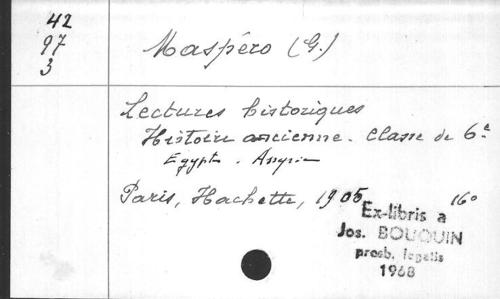 42
97
3
Maspéro (G.)
Lectures historiques
Histoire ancienne. Classe de 6e
Egypte. Assyrie
Paris, Hachette, 1905, 16°
Ex-libris a
Jos. BOUQUIN
presb. legelis
1968